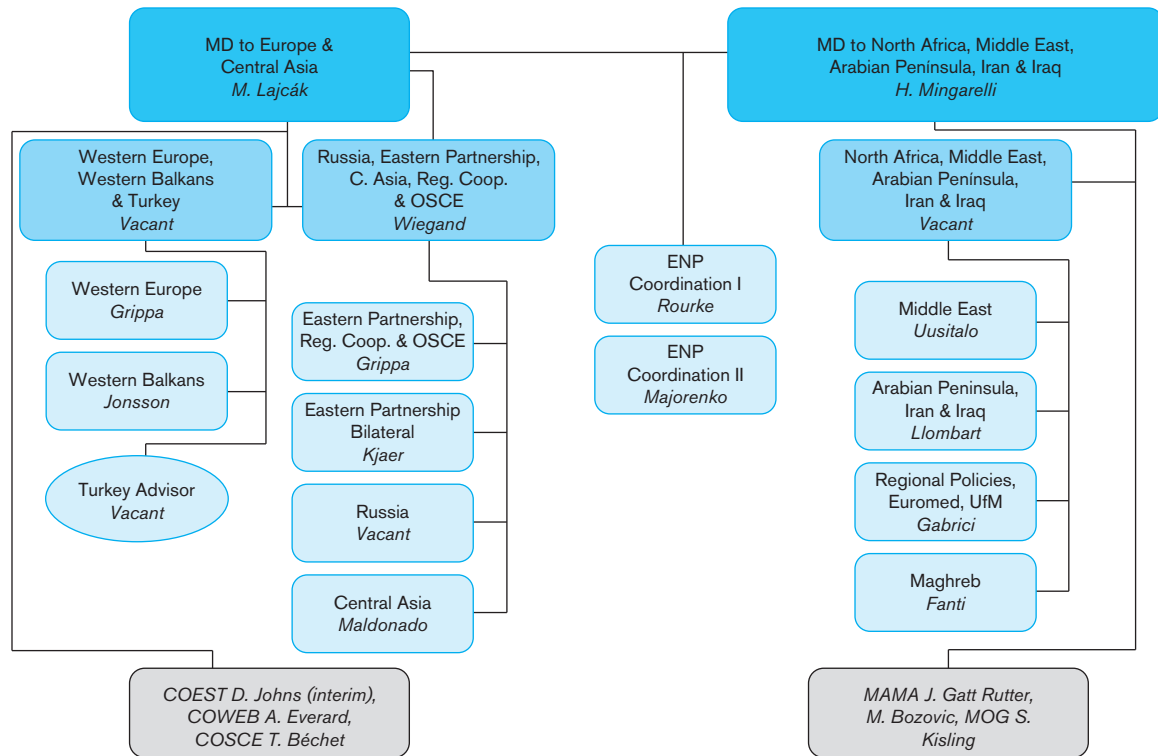 MD to Europe &
Central Asia
M. Lajcák
MD to North Africa, Middle East,
Arabian Península, Iran & Iraq
H. Mingarelli
Western Europe,
Western Balkans
& Turkey
Vacant
Russia, Eastern Partnership,
C. Asia, Reg. Coop.
& OSCE
Wiegand
North Africa, Middle East,
Arabian Península,
Iran & Iraq
Vacant
Western Europe
Grippa
Western Balkans
Jonsson
Turkey Advisor
Vacant
Eastern Partnership,
Reg. Coop. & OSCE
Grippa
Eastern Partnership
Bilateral
Kjaer
Russia
Vacant
Central Asia
Maldonado
ENP
Coordination I
Rourke
ENP
Coordination II
Majorenko
Middle East
Uusitalo
Arabian Peninsula,
Iran & Iraq
Llombart
Regional Policies,
Euromed, UfM
Gabrici
Maghreb
Fanti
COEST D. Johns (interim),
COWEB A. Everard,
COSCE T. Béchet
MAMA J. Gatt Rutter,
M. Bozovic, MOG S.
Kisling